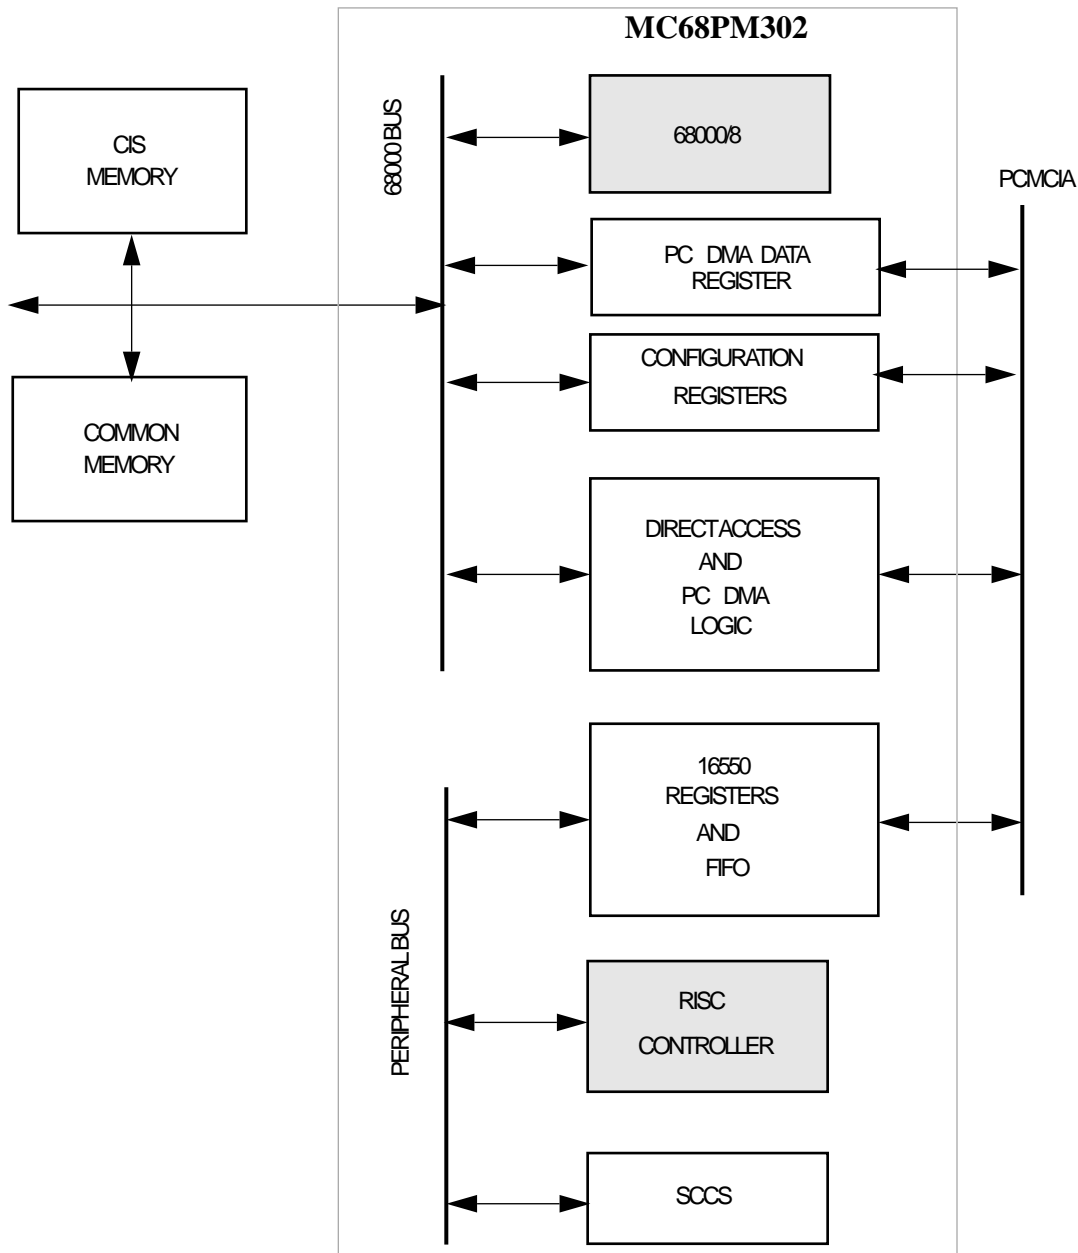 MC68PM302
68000 BUS
68000/8
CIS
MEMORY
PCMCIA
PC DMA DATA
REGISTER
CONFIGURATION
REGISTERS
COMMON
MEMORY
DIRECT ACCESS
AND
PC DMA
LOGIC
16550
REGISTERS
AND
FIFO
PERIPHERAL BUS
RISC
CONTROLLER
SCCS